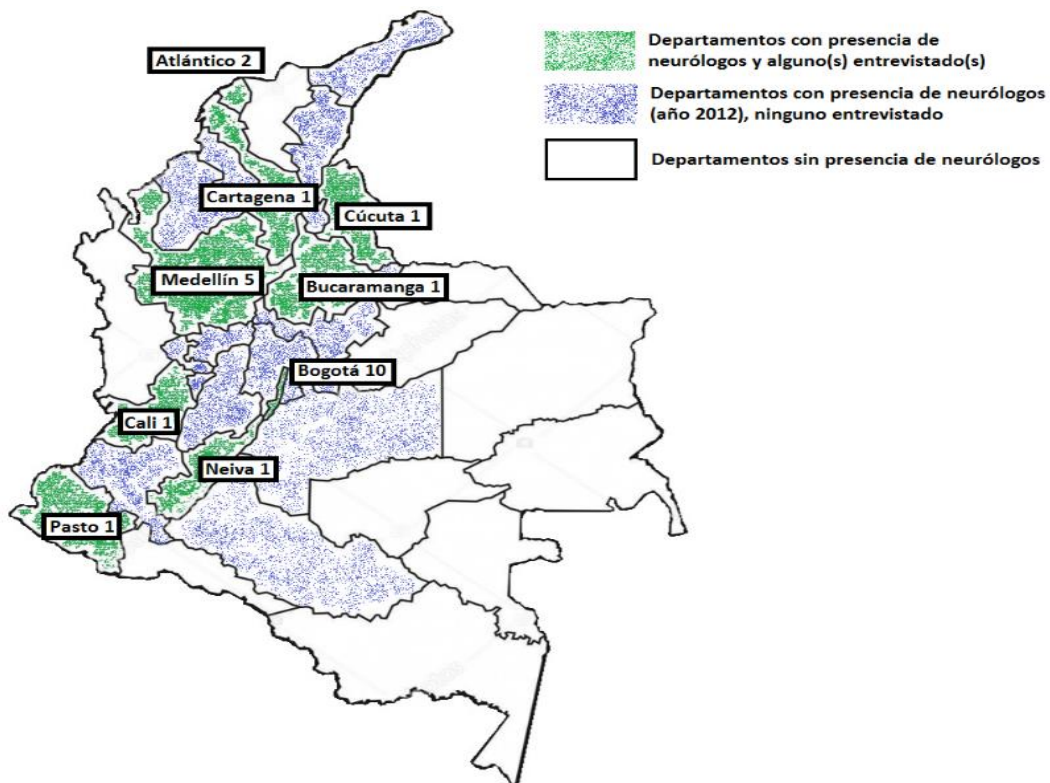 Atlántico 2
Departamentos con presencia de
neurólogos y alguno(s) entrevistado(s)
Departamentos con presencia de neurólogos
(año 2012), ninguno entrevistado
Departamentos sin presencia de neurólogos
Cartagena 1
Cúcuta 1
Medellín 5
Bucaramanga 1
Bogotá 10
Cali 1
Neiva 1
Pasto 1